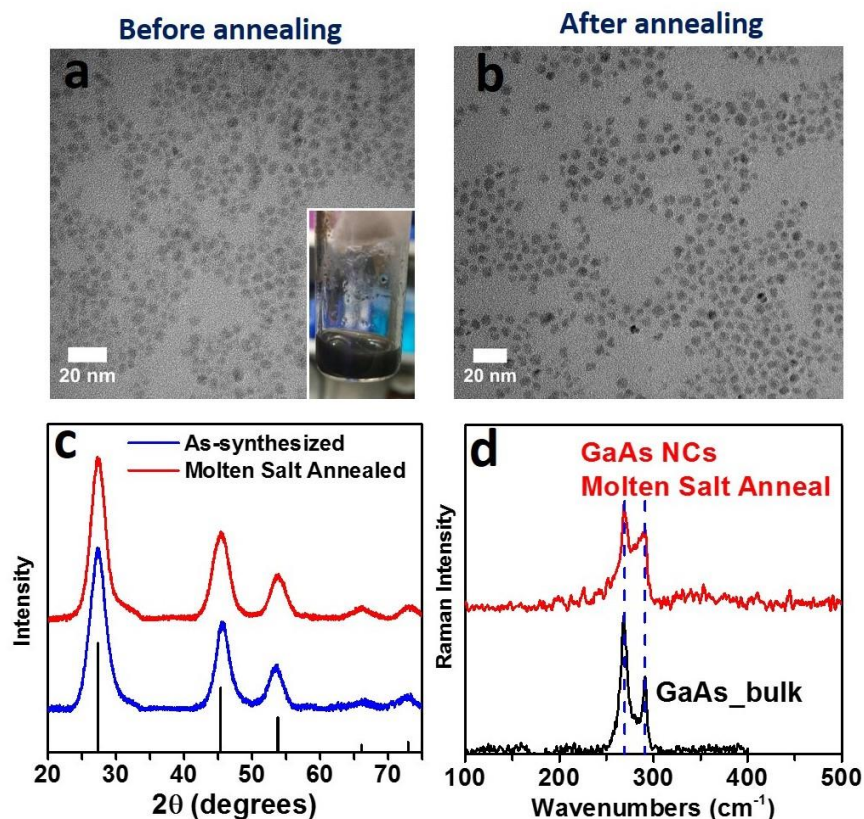 Before annealing
After annealing
a
20 nm
b
20 nm
c
As-synthesized
Molten Salt Annealed
Intensity
20 30 40 50 60 70
2θ (degrees)
d
GaAs NCs
Molten Salt Anneal
Raman Intensity
GaAs_bulk
100 200 300 400 500
Wavenumbers (cm⁻¹)